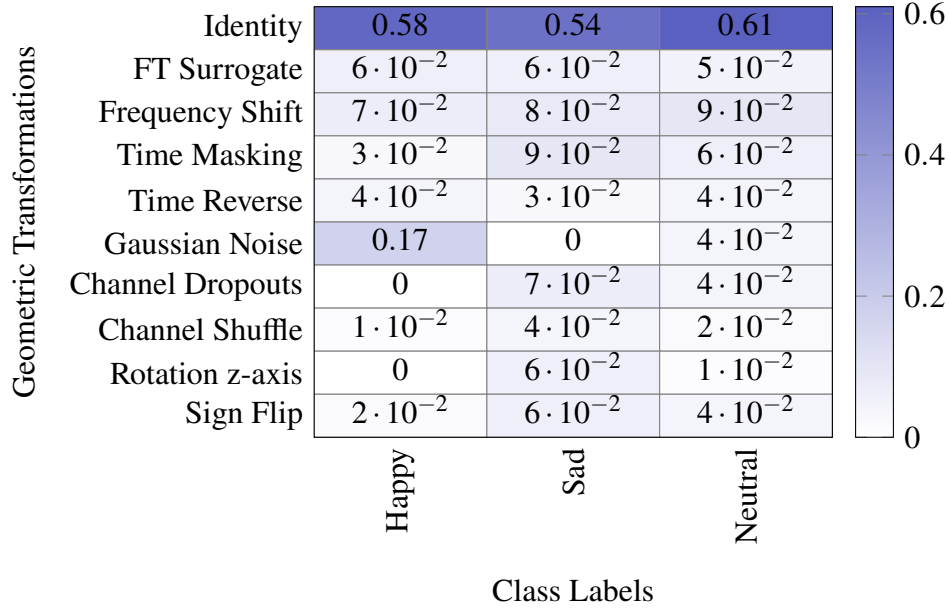 Geometric Transformations
Identity 0.58 0.54 0.61
FT Surrogate 6 · 10⁻² 6 · 10⁻² 5 · 10⁻²
Frequency Shift 7 · 10⁻² 8 · 10⁻² 9 · 10⁻²
Time Masking 3 · 10⁻² 9 · 10⁻² 6 · 10⁻²
Time Reverse 4 · 10⁻² 3 · 10⁻² 4 · 10⁻²
Gaussian Noise 0.17 0 4 · 10⁻²
Channel Dropouts 0 7 · 10⁻² 4 · 10⁻²
Channel Shuffle 1 · 10⁻² 4 · 10⁻² 2 · 10⁻²
Rotation z-axis 0 6 · 10⁻² 1 · 10⁻²
Sign Flip 2 · 10⁻² 6 · 10⁻² 4 · 10⁻²
Happy Sad Neutral
Class Labels
0.6
0.4
0.2
0